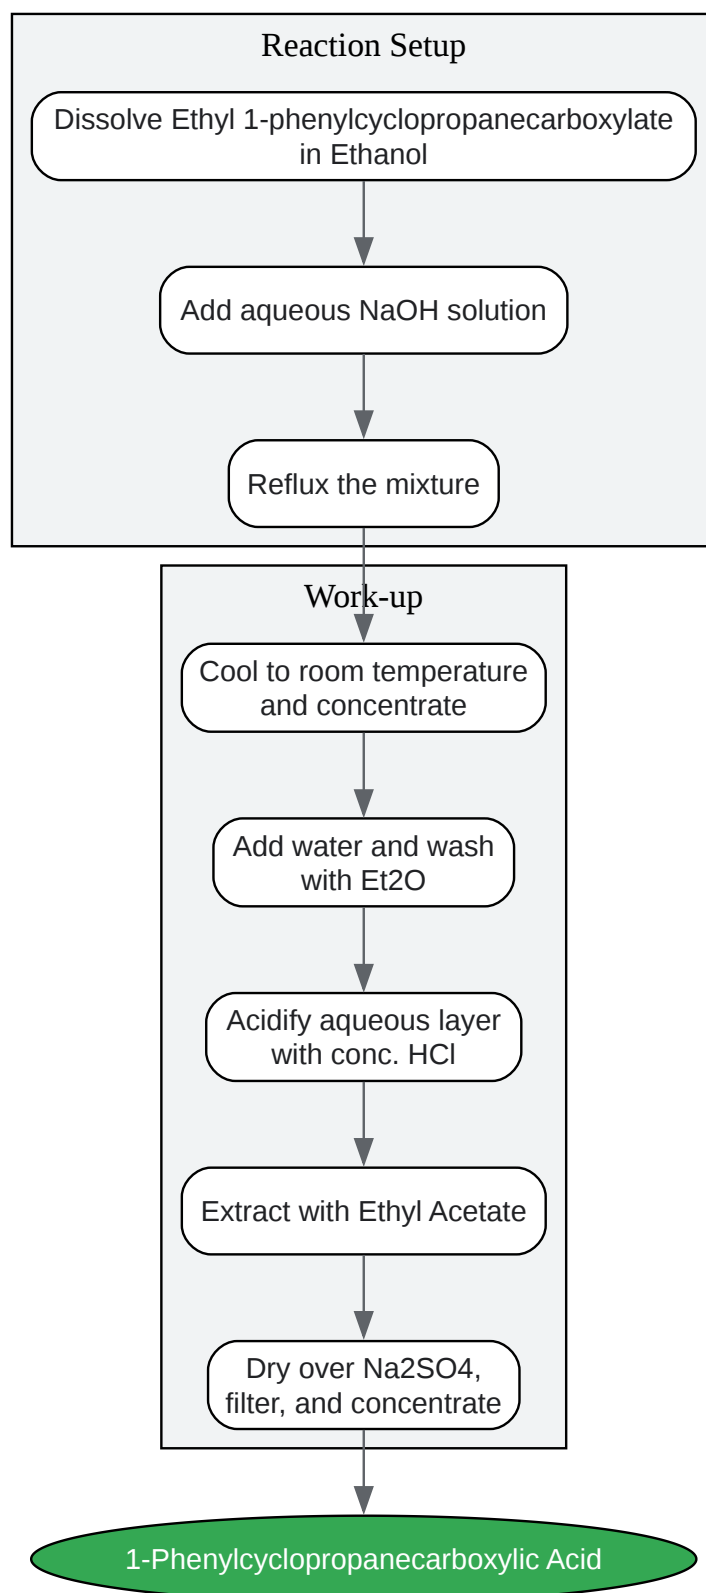 Reaction Setup
Dissolve Ethyl 1-phenylcyclopropanecarboxylate
in Ethanol
Add aqueous NaOH solution
Reflux the mixture
Work-up
Cool to room temperature
and concentrate
Add water and wash
with Et2O
Acidify aqueous layer
with conc. HCl
Extract with Ethyl Acetate
Dry over Na2SO4,
filter, and concentrate
1-Phenylcyclopropanecarboxylic Acid